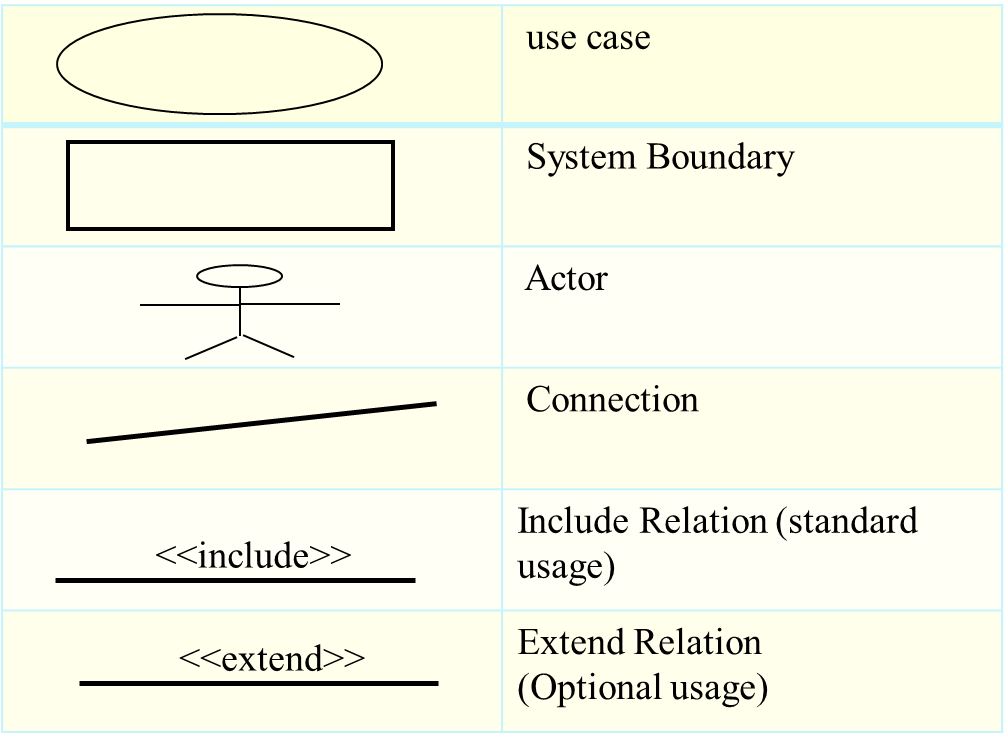 use case
System Boundary
Actor
Connection
<<include>>
Include Relation (standard
usage)
<<extend>>
Extend Relation
(Optional usage)